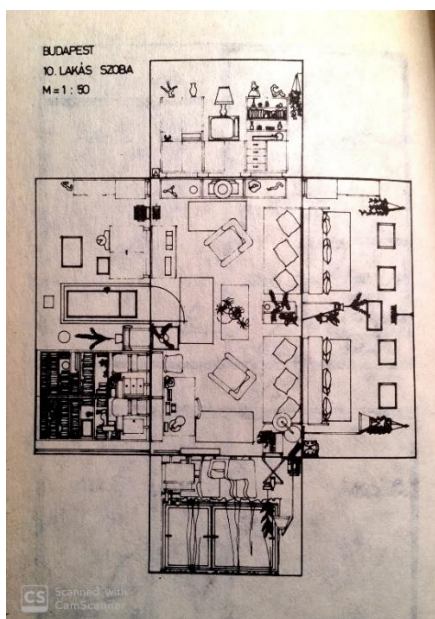 BUDAPEST
10. LAKÁS SZOBA
M = 1 : 50
CS Scanned with
CamScanner